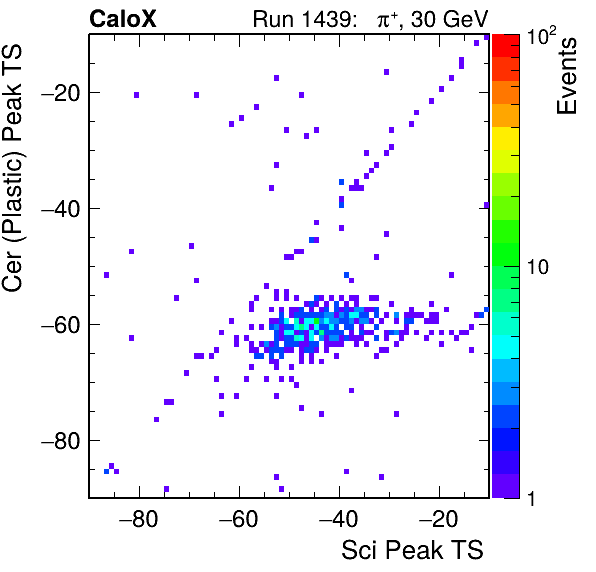 CaloX Run 1439: π⁺, 30 GeV
Cer (Plastic) Peak TS
−20
−40
−60
−80
−80 −60 −40 −20
Sci Peak TS
10²
10
1
Events